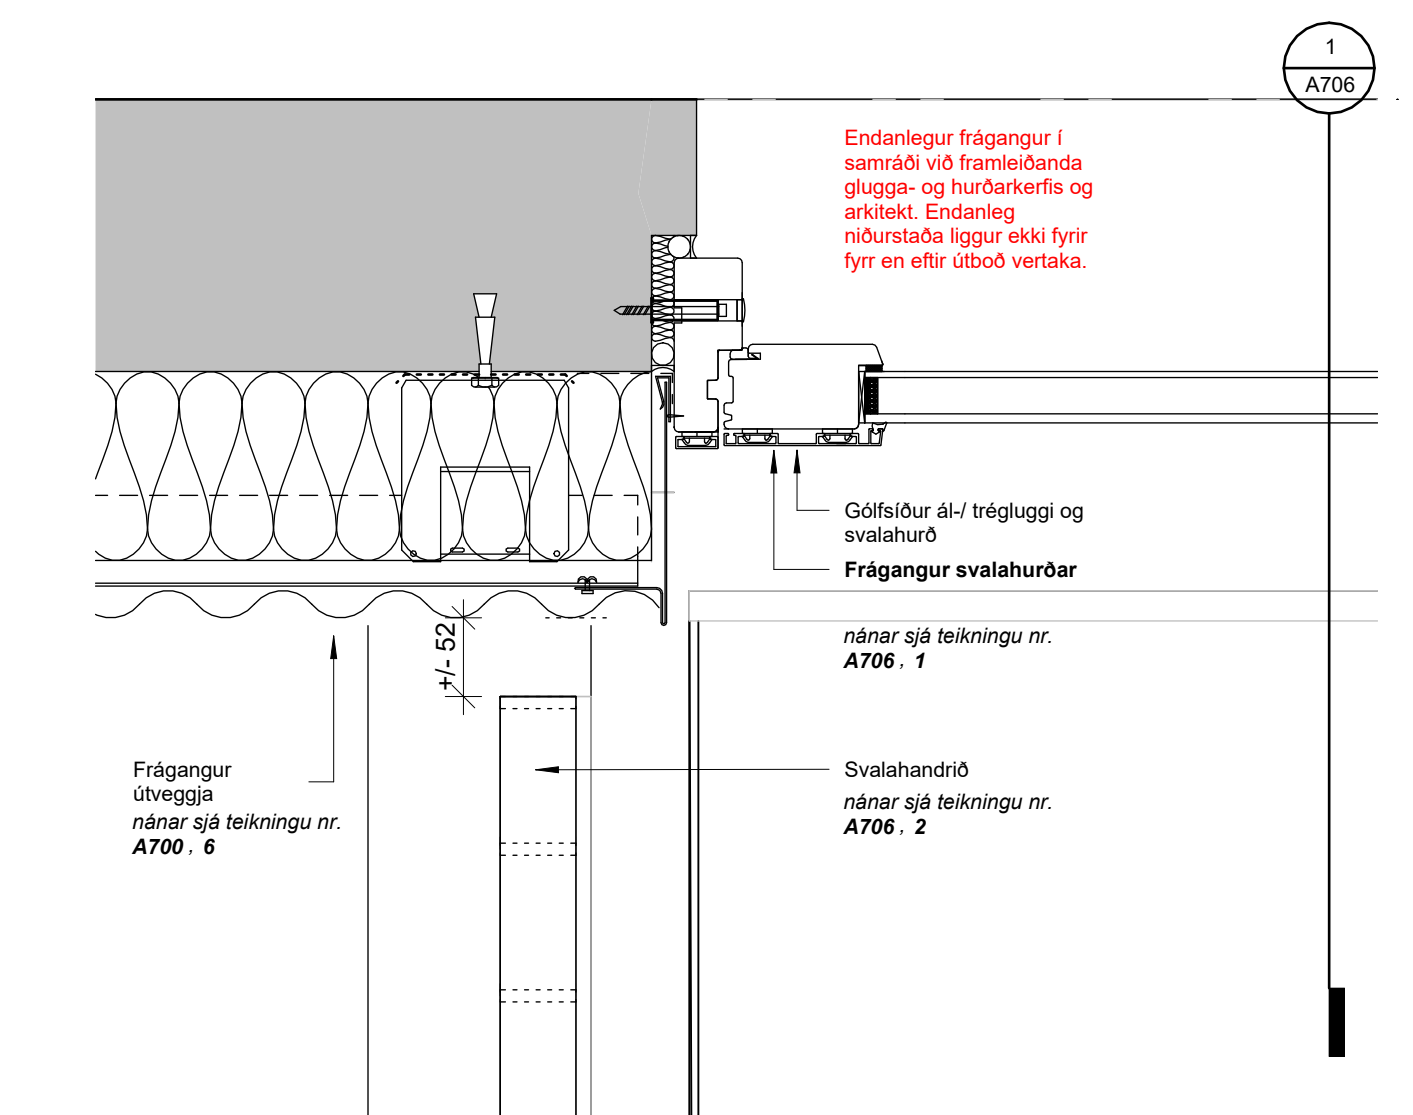 1
A706
Endanlegur frágangur í
samráði við framleiðanda
glugga- og hurðarkerfis og
arkitekt. Endanleg
niðurstaða liggur ekki fyrir
fyrr en eftir útboð vertaka.
Gólfsíður ál-/ trégluggi og
svalahurð
Frágangur svalahurðar
nánar sjá teikningu nr.
A706 , 1
+/- 52
Frágangur
útveggja
nánar sjá teikningu nr.
A700 , 6
Svalahandrið
nánar sjá teikningu nr.
A706 , 2